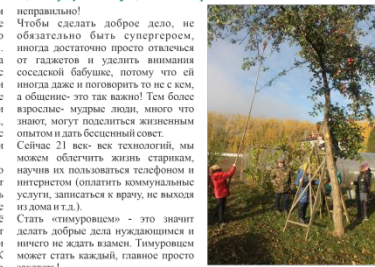 неправильно!
Чтобы сделать доброе дело, не
обязательно быть супергероем,
иногда достаточно просто отвлечься
от гаджетов и уделить внимания
соседской бабушке, потому что ей
иногда даже и поговорить то не с кем,
а общение- это так важно! Тем более
взрослые- мудрые люди, много что
знают, могут поделиться жизненным
опытом и дать бесценный совет.
Сейчас 21 век- век технологий, мы
можем облегчить жизнь старикам,
научив их пользоваться телефоном и
интернетом (оплатить коммунальные
услуги, записаться к врачу, не выходя
из дома и т.д.).
Стать «тимуровцем» - это значит
делать добрые дела нуждающимся и
ничего не ждать взамен. Тимуровцем
может стать каждый, главное просто